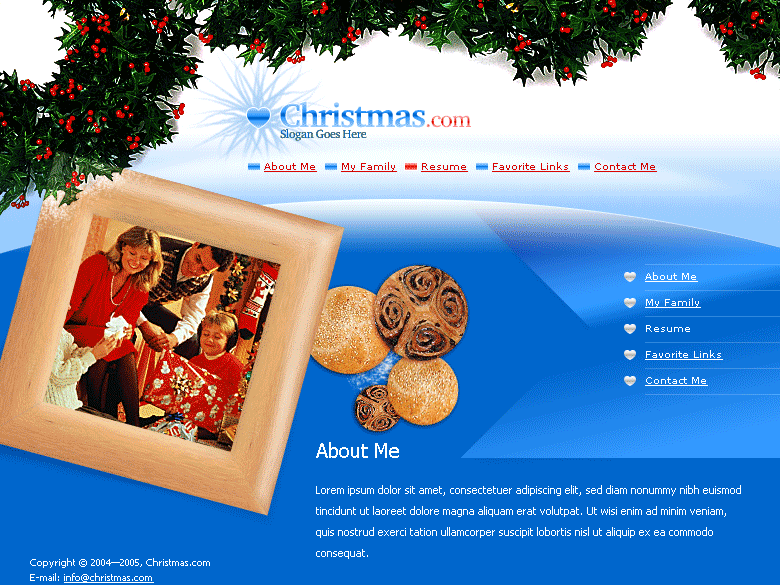 Christmas.com
Slogan Goes Here
About Me My Family Resume Favorite Links Contact Me
About Me
My Family
Resume
Favorite Links
Contact Me
About Me
Lorem ipsum dolor sit amet, consectetuer adipiscing elit, sed diam nonummy nibh euismod
tincidunt ut laoreet dolore magna aliquam erat volutpat. Ut wisi enim ad minim veniam,
quis nostrud exerci tation ullamcorper suscipit lobortis nisl ut aliquip ex ea commodo
consequat.
Copyright © 2004—2005, Christmas.com
E-mail: info@christmas.com